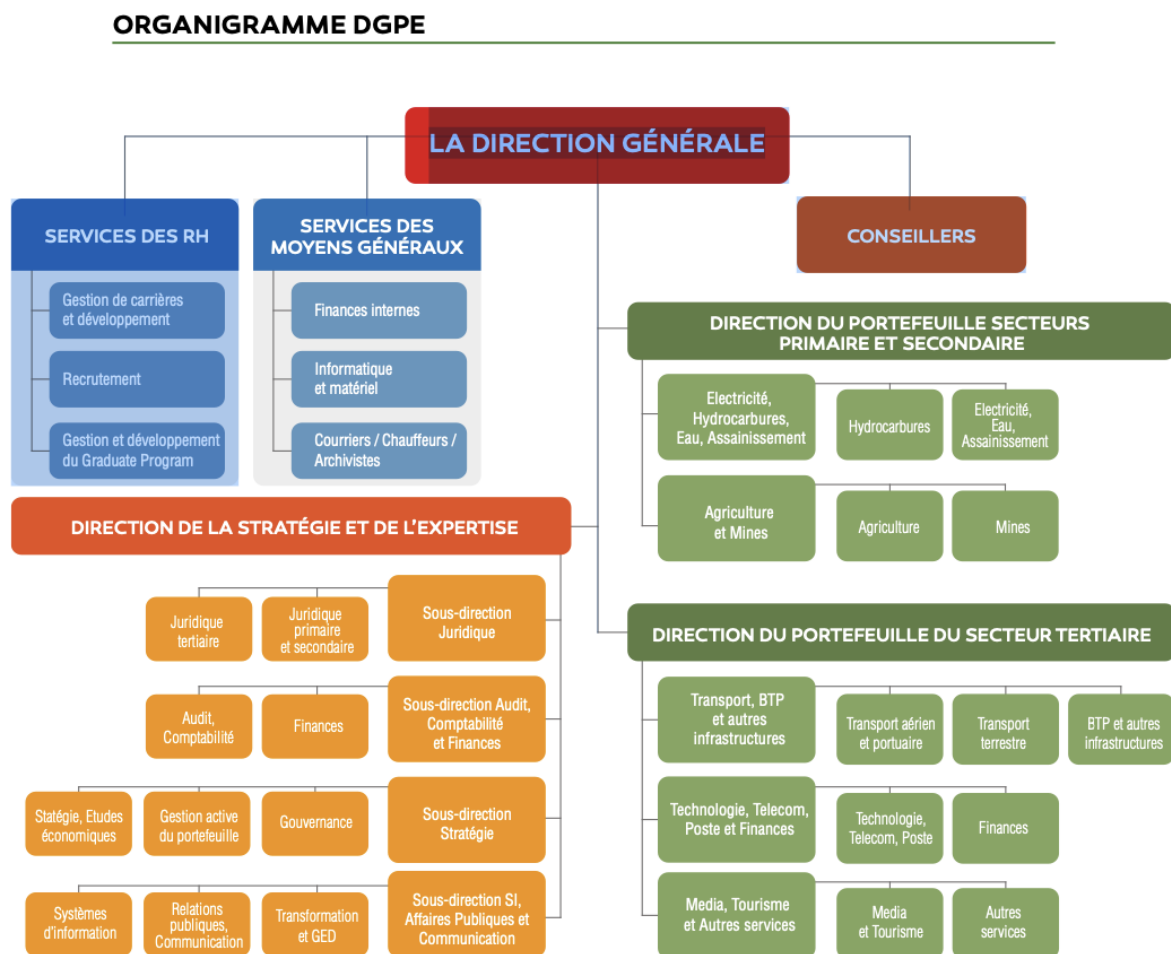 ORGANIGRAMME DGPE
LA DIRECTION GÉNÉRALE
SERVICES DES RH
Gestion de carrières
et développement
Recrutement
Gestion et développement
du Graduate Program
SERVICES DES
MOYENS GÉNÉRAUX
Finances internes
Informatique
et matériel
Courriers / Chauffeurs /
Archivistes
CONSEILLERS
DIRECTION DU PORTEFEUILLE SECTEURS
PRIMAIRE ET SECONDAIRE
Electricité,
Hydrocarbures,
Eau, Assainissement
Hydrocarbures
Electricité,
Eau,
Assainissement
Agriculture
et Mines
Agriculture
Mines
DIRECTION DE LA STRATÉGIE ET DE L'EXPERTISE
Juridique
tertiaire
Juridique
primaire
et secondaire
Sous-direction
Juridique
Audit,
Comptabilité
Finances
Sous-direction Audit,
Comptabilité
et Finances
Statégie, Etudes
économiques
Gestion active
du portefeuille
Gouvernance
Sous-direction
Stratégie
Systèmes
d'information
Relations
publiques,
Communication
Transformation
et GED
Sous-direction SI,
Affaires Publiques et
Communication
DIRECTION DU PORTEFEUILLE DU SECTEUR TERTIAIRE
Transport, BTP
et autres
infrastructures
Transport aérien
et portuaire
Transport
terrestre
BTP et autres
infrastructures
Technologie, Telecom,
Poste et Finances
Technologie,
Telecom, Poste
Finances
Media, Tourisme
et Autres services
Media
et Tourisme
Autres
services